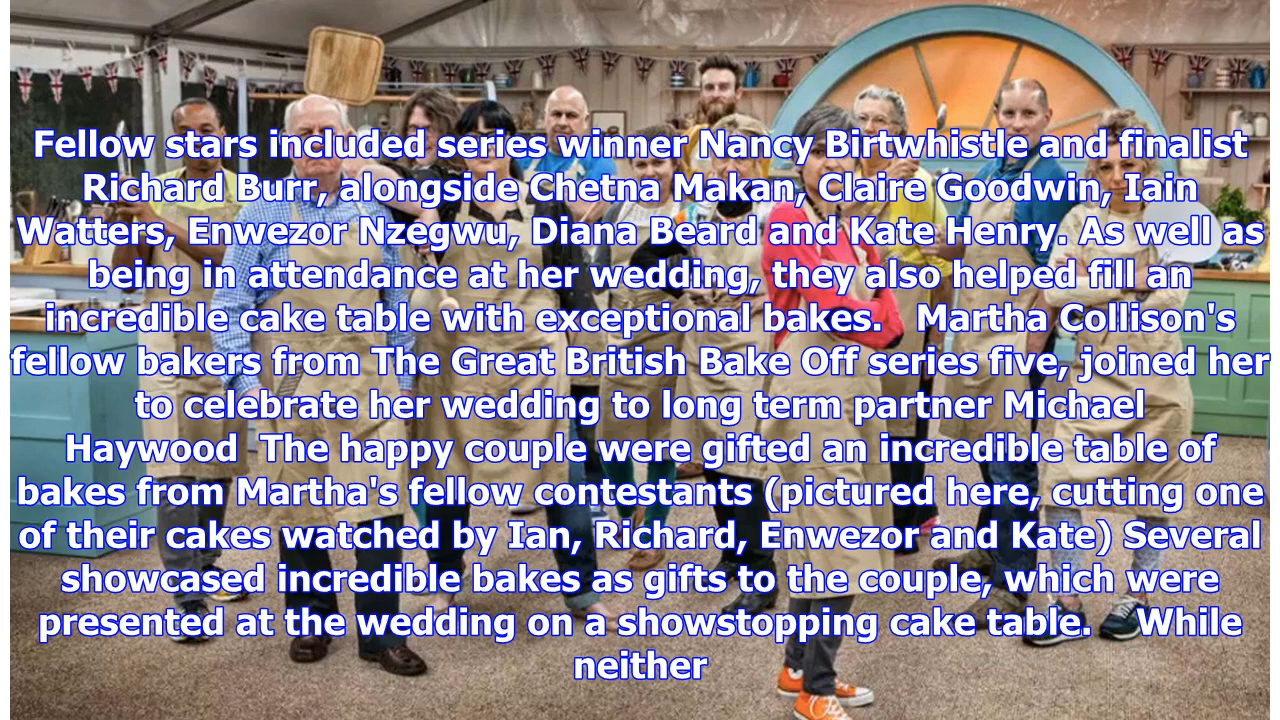 Fellow stars included series winner Nancy Birtwhistle and finalist
Richard Burr, alongside Chetna Makan, Claire Goodwin, Iain
Watters, Enwezor Nzegwu, Diana Beard and Kate Henry. As well as
being in attendance at her wedding, they also helped fill an
incredible cake table with exceptional bakes.   Martha Collison's
fellow bakers from The Great British Bake Off series five, joined her
to celebrate her wedding to long term partner Michael
Haywood  The happy couple were gifted an incredible table of
bakes from Martha's fellow contestants (pictured here, cutting one
of their cakes watched by Ian, Richard, Enwezor and Kate) Several
showcased incredible bakes as gifts to the couple, which were
presented at the wedding on a showstopping cake table.    While
neither